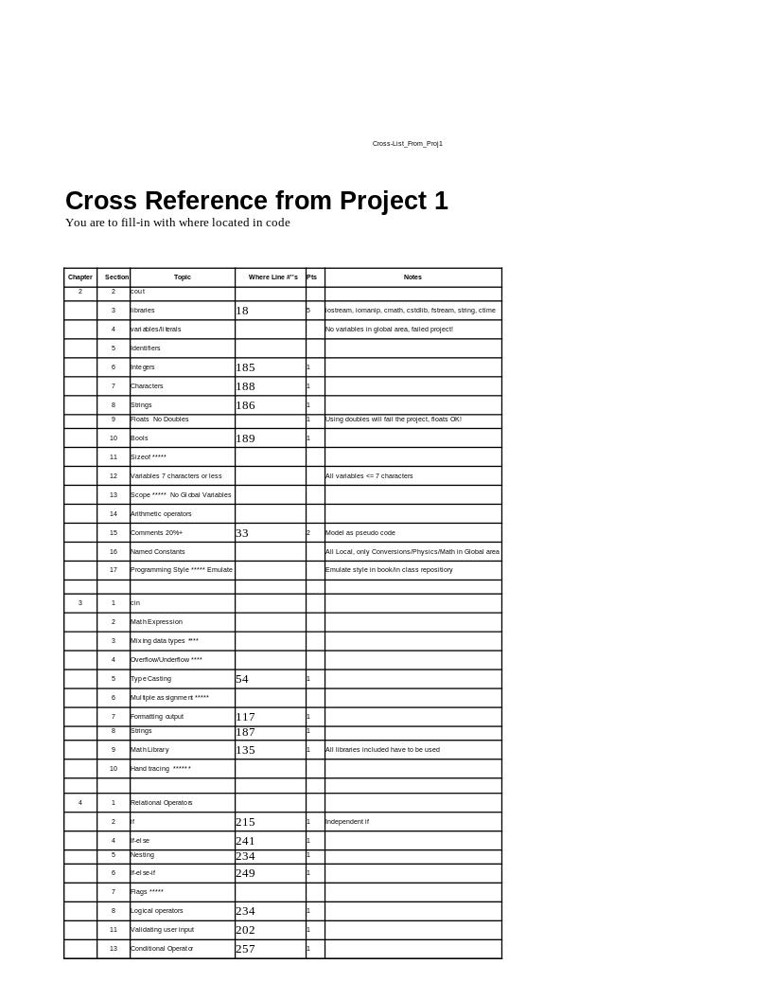 Cross-List_From_Proj1
Cross Reference from Project 1
You are to fill-in with where located in code
Chapter Section Topic Where Line #"s Pts Notes
2 2 cout
3 libraries 18 5 iostream, iomanip, cmath, cstdlib, fstream, string, ctime
4 variables/literals No variables in global area, failed project!
5 Identifiers
6 Integers 185 1
7 Characters 188 1
8 Strings 186 1
9 Floats No Doubles 1 Using doubles will fail the project, floats OK!
10 Bools 189 1
11 Sizeof *****
12 Variables 7 characters or less All variables <= 7 characters
13 Scope ***** No Global Variables
14 Arithmetic operators
15 Comments 20%+ 33 2 Model as pseudo code
16 Named Constants All Local, only Conversions/Physics/Math in Global area
17 Programming Style ***** Emulate Emulate style in book/in class repositiory
3 1 cin
2 Math Expression
3 Mixing data types ****
4 Overflow/Underflow ****
5 Type Casting 54 1
6 Multiple assignment *****
7 Formatting output 117 1
8 Strings 187 1
9 Math Library 135 1 All libraries included have to be used
10 Hand tracing ******
4 1 Relational Operators
2 if 215 1 Independent if
4 If-else 241 1
5 Nesting 234 1
6 If-else-if 249 1
7 Flags *****
8 Logical operators 234 1
11 Validating user input 202 1
13 Conditional Operator 257 1